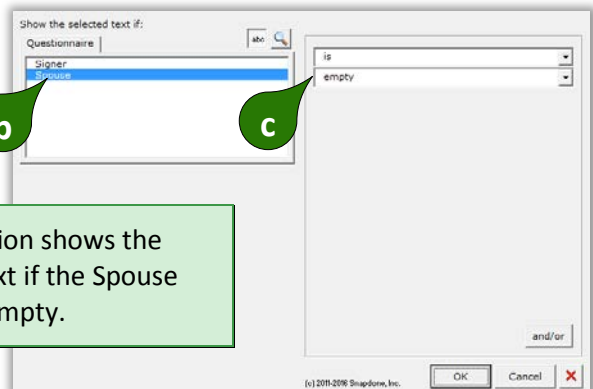 Show the selected text if:
Questionnaire
abc
Signer
Spouse
is
empty
b
c
ion shows the
xt if the Spouse
mpty.
and/or
(c) 2011-2016 Snapdone, Inc.
OK
Cancel